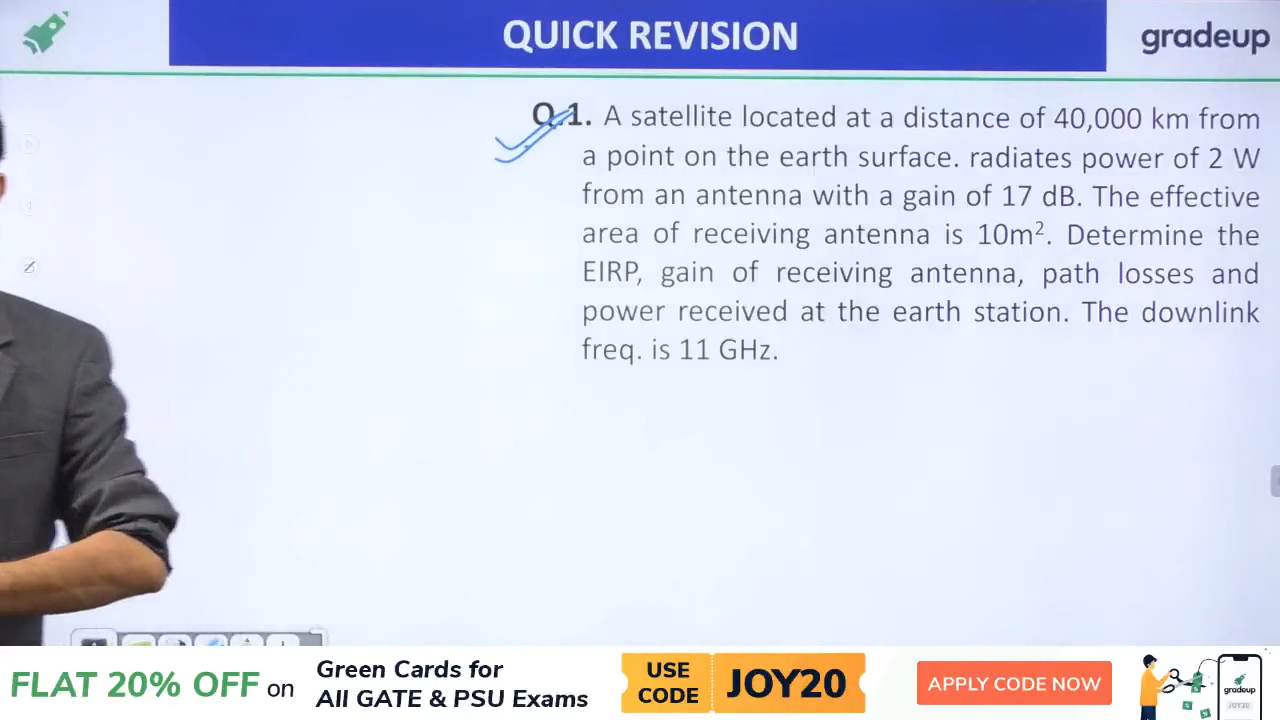 QUICK REVISION
gradeup
Q.1. A satellite located at a distance of 40,000 km from
a point on the earth surface. radiates power of 2 W
from an antenna with a gain of 17 dB. The effective
area of receiving antenna is 10m². Determine the
EIRP, gain of receiving antenna, path losses and
power received at the earth station. The downlink
freq. is 11 GHz.
FLAT 20% OFF on
Green Cards for
All GATE & PSU Exams
USE
CODE
JOY20
APPLY CODE NOW
gradeup
JOY20